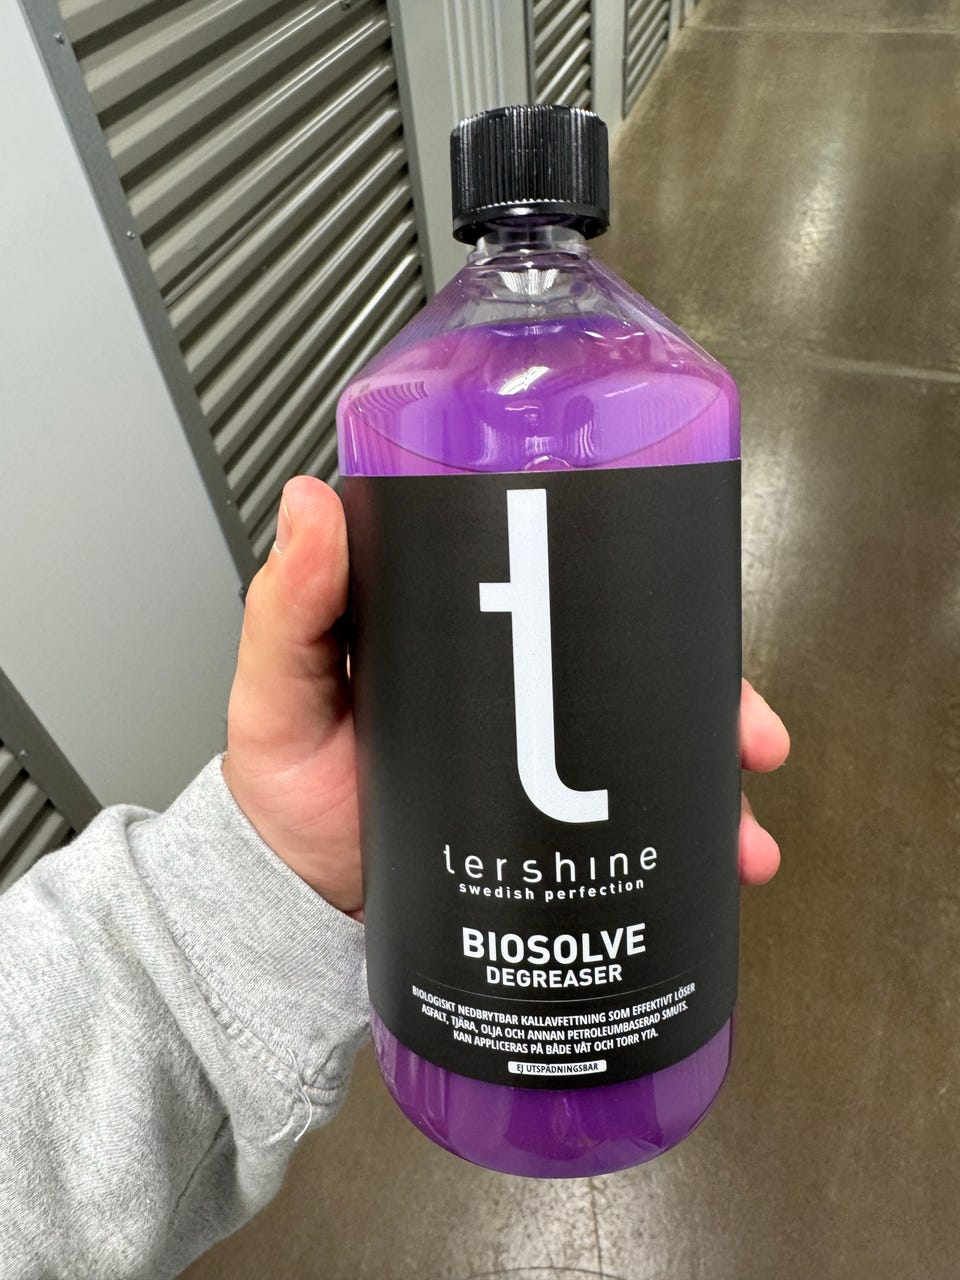 t
tershine
swedish perfection
BIOSOLVE
DEGREASER
BIOLOGISKT NEDBRYTBAR KALLAVFETTNING SOM EFFEKTIVT LÖSER
ASFALT, TJÄRA, OLJA OCH ANNAN PETROLEUMBASERAD SMUTS.
KAN APPLICERAS PÅ BÅDE VÅT OCH TORR YTA.
EJ UTSPÄDNINGSBAR